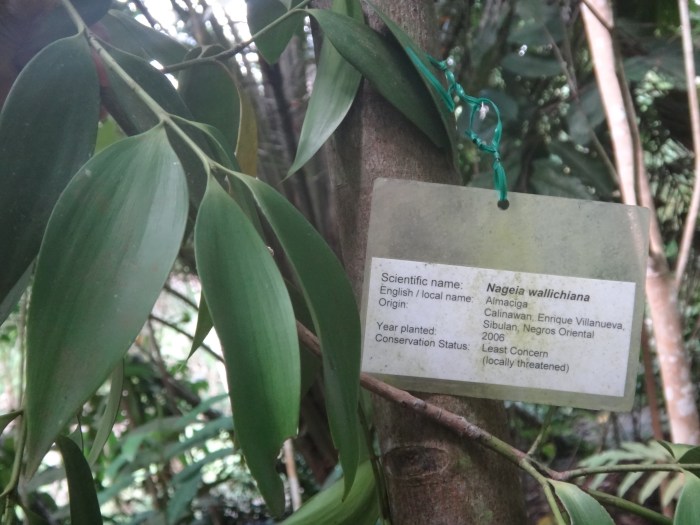 Scientific name: Nageia wallichiana
English / local name: Almaciga
Origin: Calinawan, Enrique Villanueva,
Sibulan, Negros Oriental
Year planted: 2006
Conservation Status: Least Concern
(locally threatened)